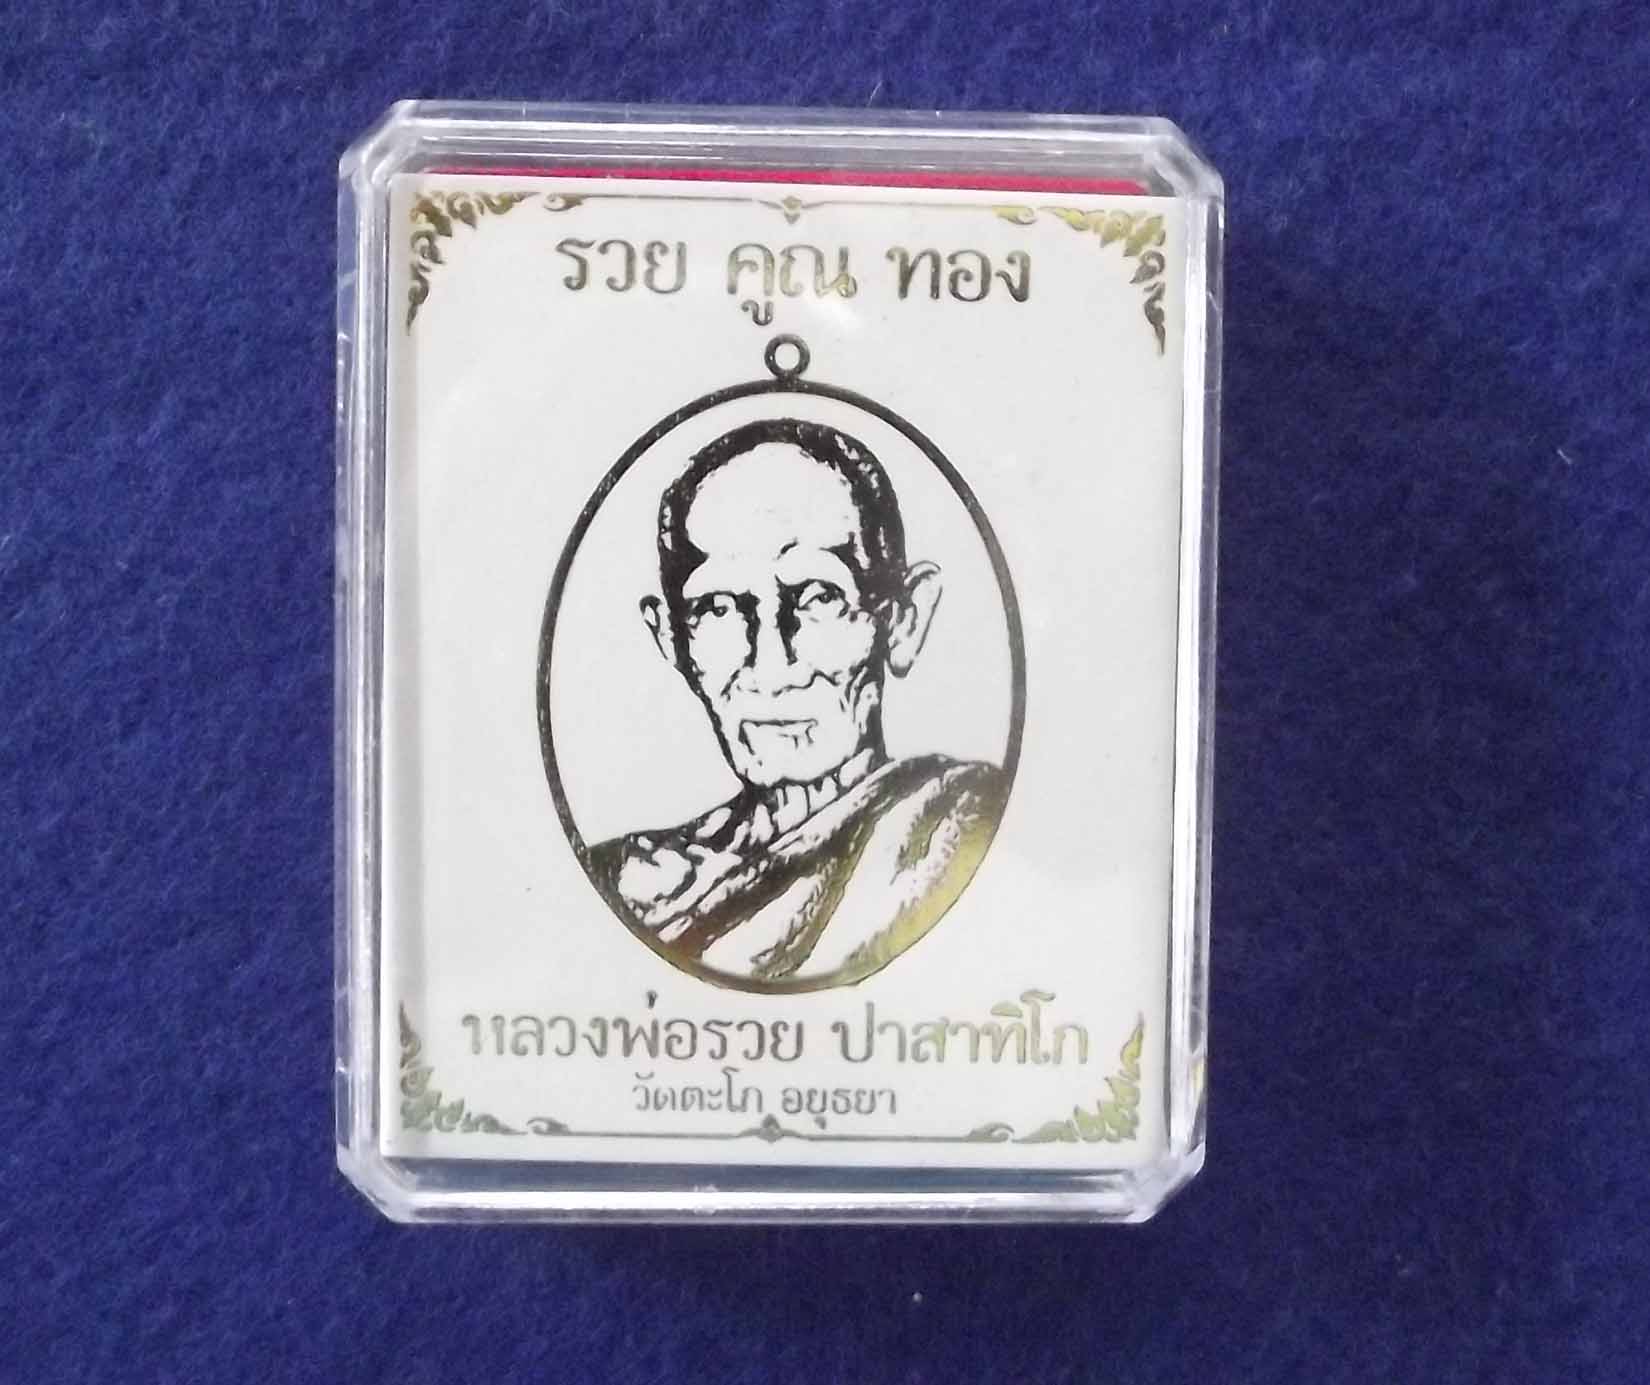 รวย คูณ ทอง
หลวงพ่อรวย ปาสาทิโก
วัดตะโก อยุธยา